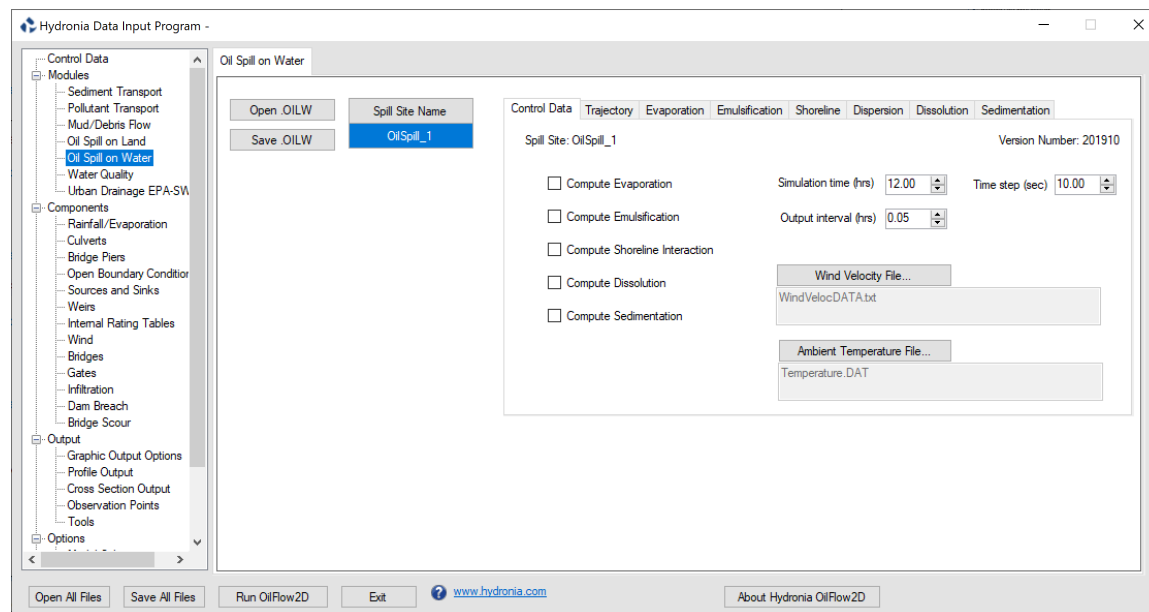 Hydronia Data Input Program -
Control Data
Modules
Sediment Transport
Pollutant Transport
Mud/Debris Flow
Oil Spill on Land
Oil Spill on Water
Water Quality
Urban Drainage EPA-SW
Components
Rainfall/Evaporation
Culverts
Bridge Piers
Open Boundary Condition
Sources and Sinks
Weirs
Internal Rating Tables
Wind
Bridges
Gates
Infiltration
Dam Breach
Bridge Scour
Output
Graphic Output Options
Profile Output
Cross Section Output
Observation Points
Tools
Options
Oil Spill on Water
Open .OILW
Save .OILW
Spill Site Name
OilSpill_1
Control Data Trajectory Evaporation Emulsification Shoreline Dispersion Dissolution Sedimentation
Spill Site: OilSpill_1 Version Number: 201910
Compute Evaporation
Compute Emulsification
Compute Shoreline Interaction
Compute Dissolution
Compute Sedimentation
Simulation time (hrs) 12.00 Time step (sec) 10.00
Output interval (hrs) 0.05
Wind Velocity File...
WindVelocDATA.txt
Ambient Temperature File...
Temperature.DAT
Open All Files Save All Files Run OilFlow2D Exit ? www.hydronia.com About Hydronia OilFlow2D